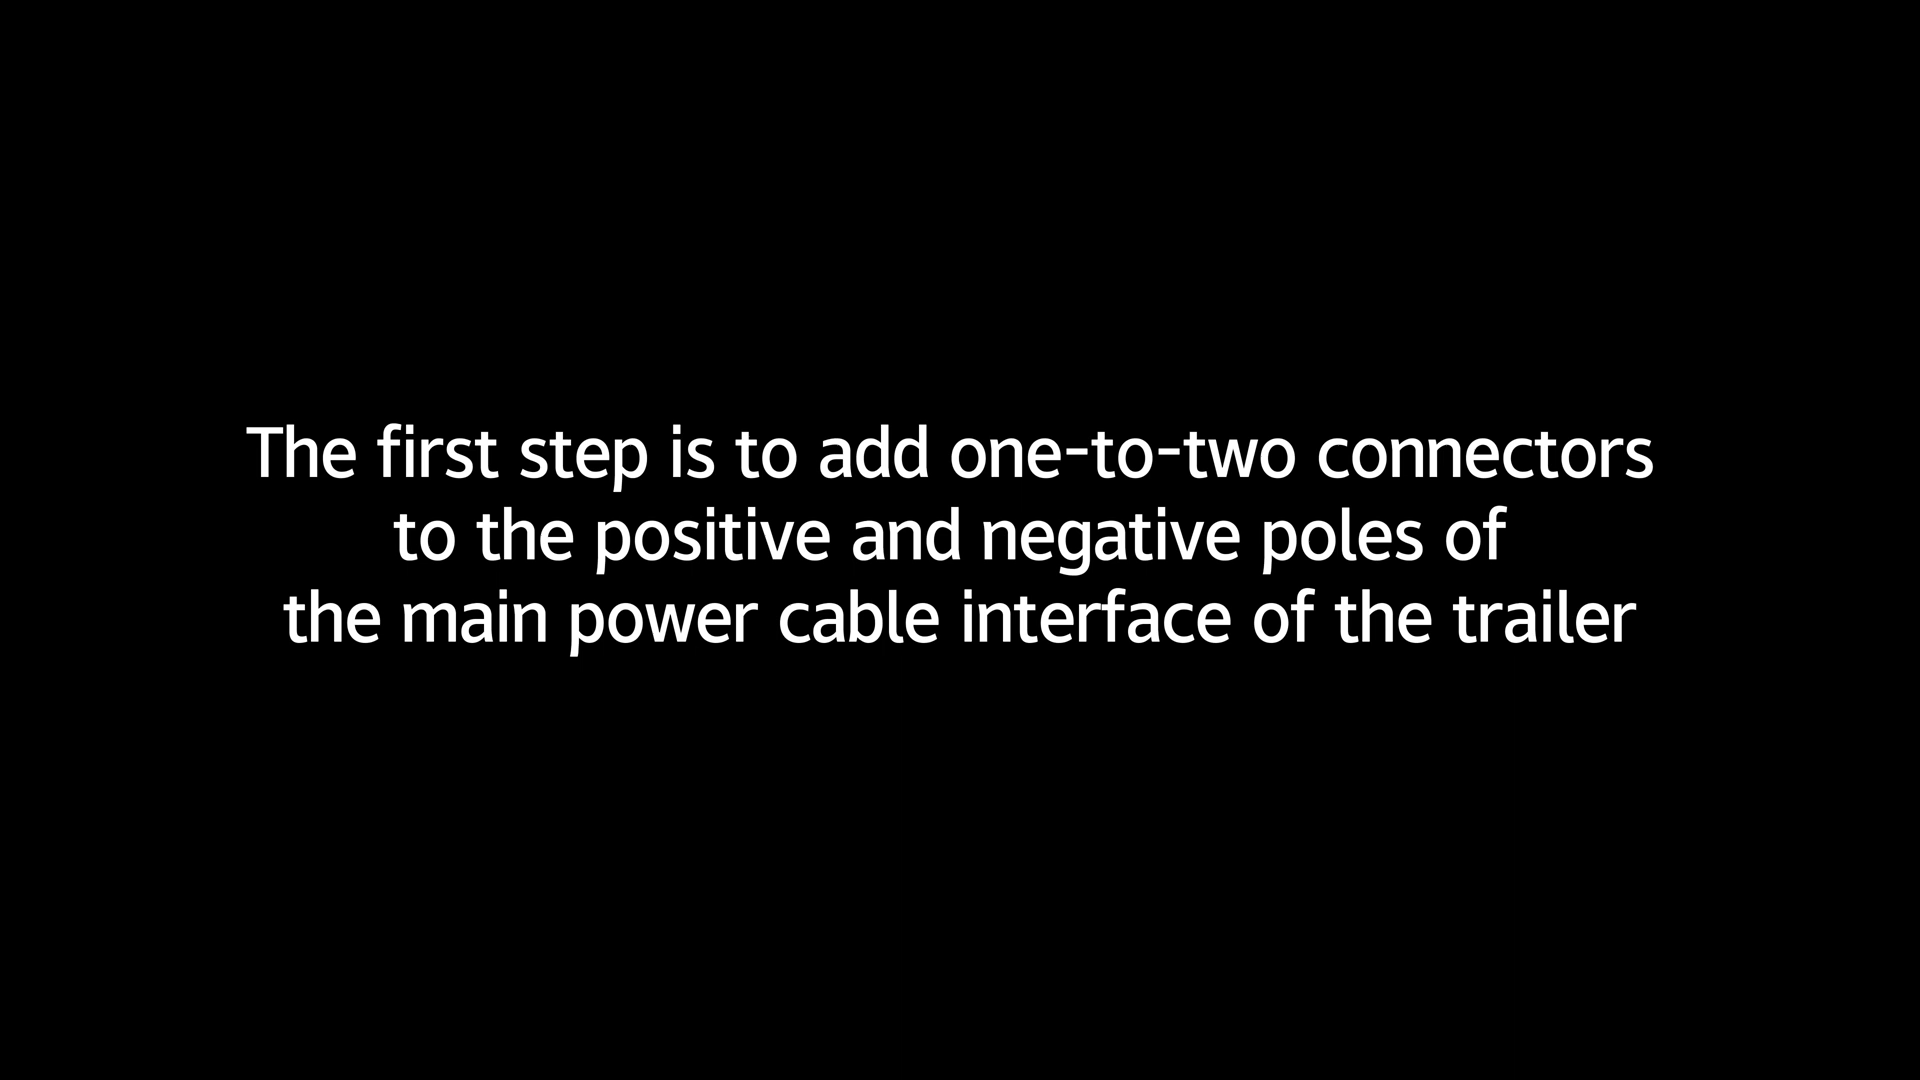 The first step is to add one-to-two connectors
to the positive and negative poles of
the main power cable interface of the trailer